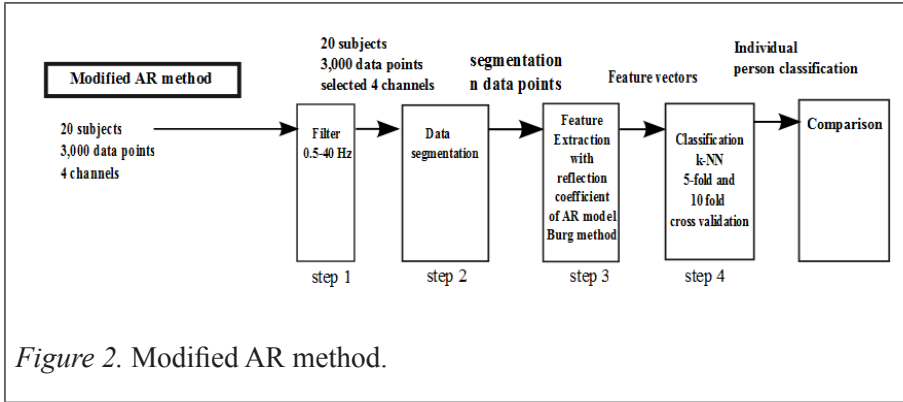 Modified AR method
20 subjects
3,000 data points
4 channels
Filter
0.5-40 Hz
step 1
20 subjects
3,000 data points
selected 4 channels
Data
segmentation
step 2
segmentation
n data points
Feature
Extraction
with
reflection
coefficient
of AR model
Burg method
step 3
Feature vectors
Classification
k-NN
5-fold and
10 fold
cross validation
step 4
Individual
person classification
Comparison
Figure 2. Modified AR method.